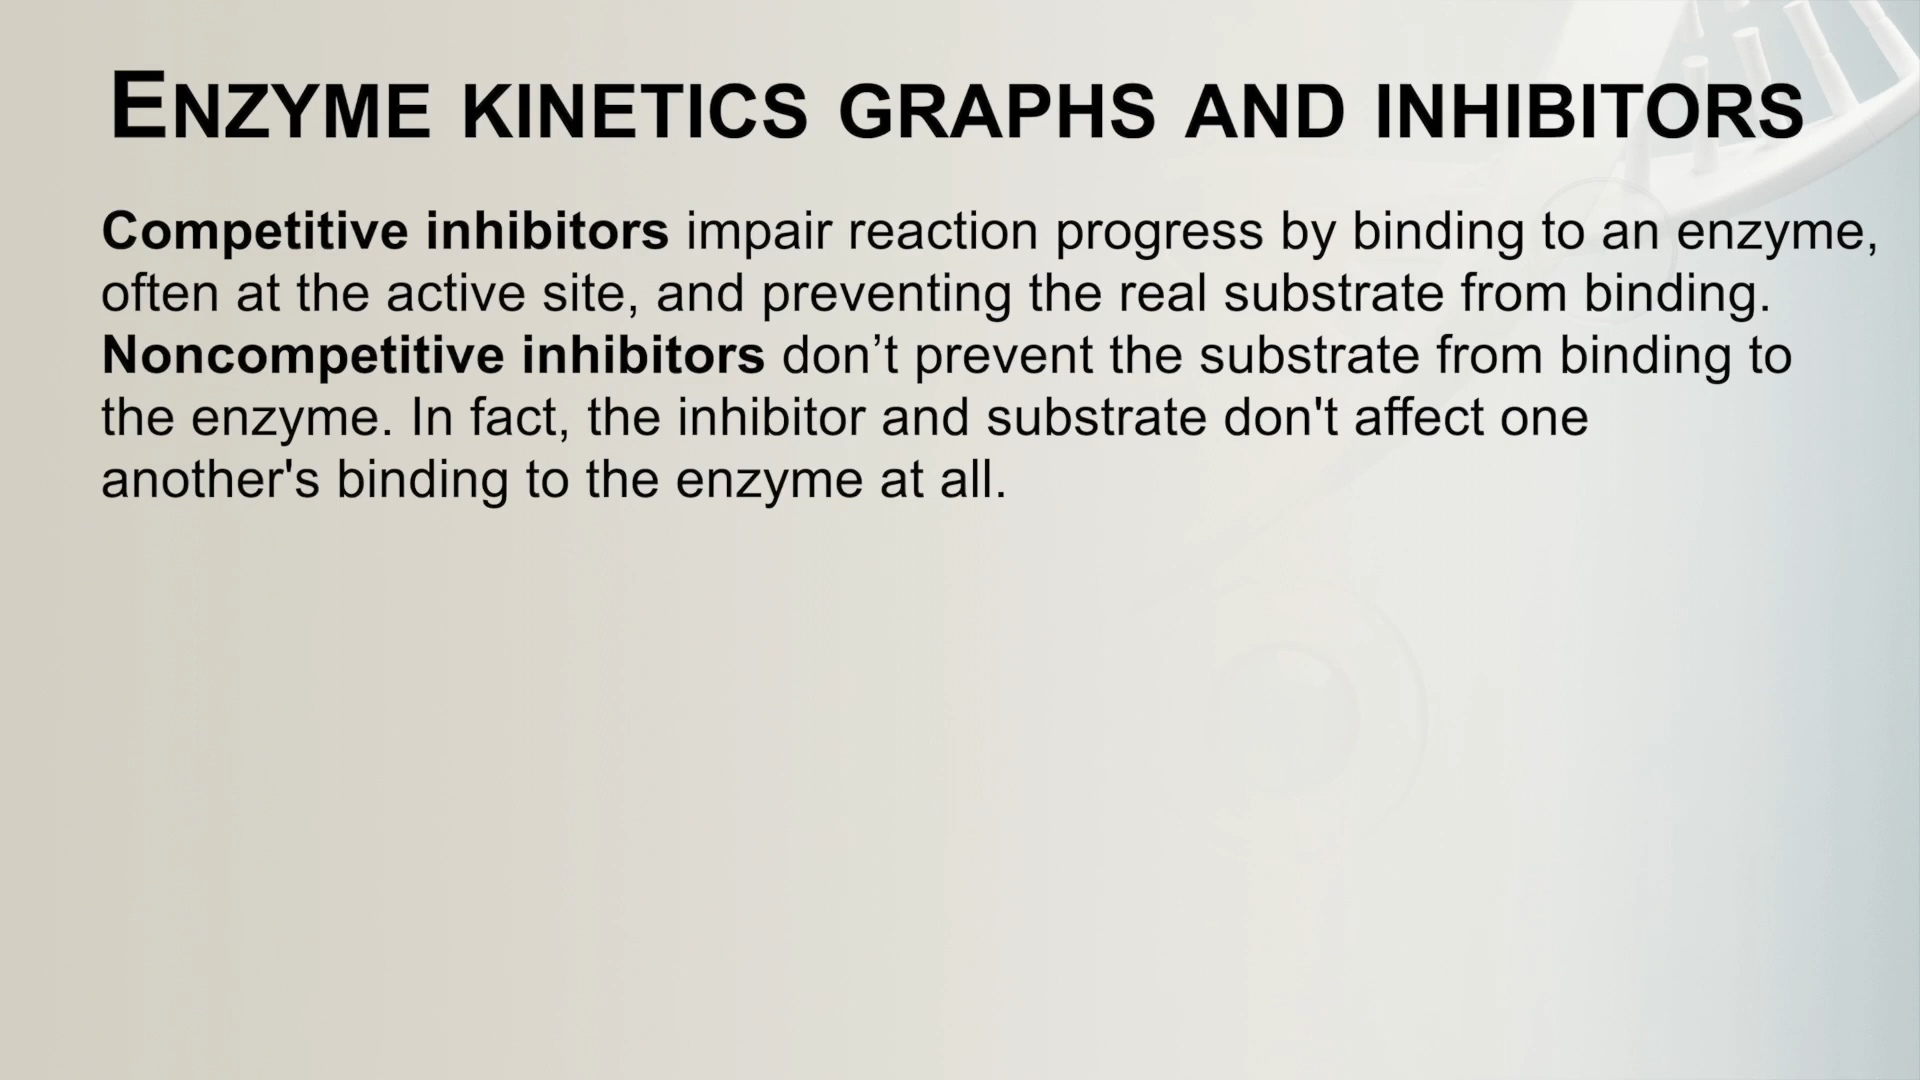 ENZYME KINETICS GRAPHS AND INHIBITORS
Competitive inhibitors impair reaction progress by binding to an enzyme,
often at the active site, and preventing the real substrate from binding.
Noncompetitive inhibitors don’t prevent the substrate from binding to
the enzyme. In fact, the inhibitor and substrate don't affect one
another's binding to the enzyme at all.